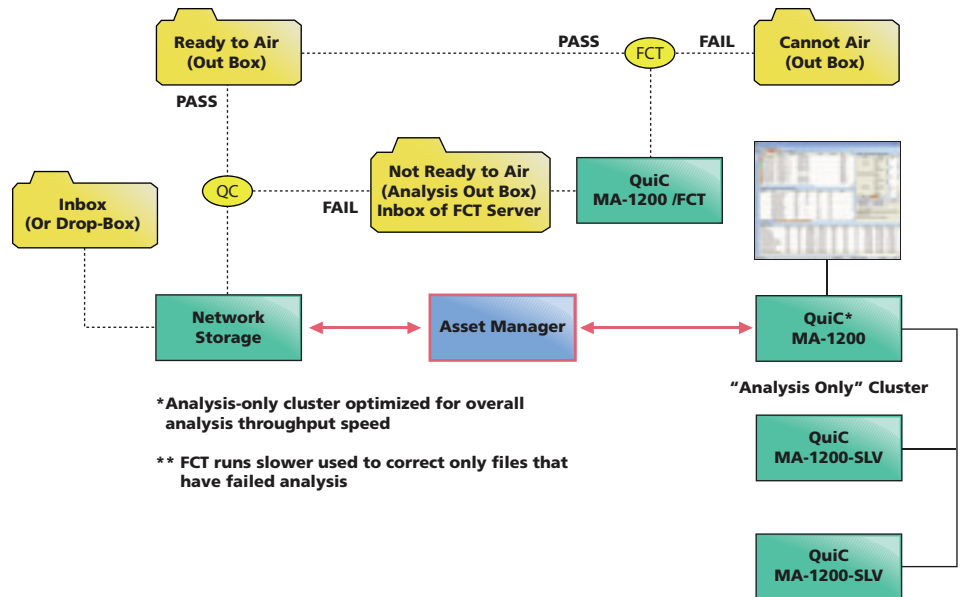 Ready to Air
(Out Box)
PASS
FCT
FAIL
Cannot Air
(Out Box)
PASS
Inbox
(Or Drop-Box)
QC
FAIL
Not Ready to Air
(Analysis Out Box)
Inbox of FCT Server
QuiC
MA-1200 /FCT
Network
Storage
Asset Manager
QuiC*
MA-1200
"Analysis Only" Cluster
*Analysis-only cluster optimized for overall
analysis throughput speed
** FCT runs slower used to correct only files that
have failed analysis
QuiC
MA-1200-SLV
QuiC
MA-1200-SLV